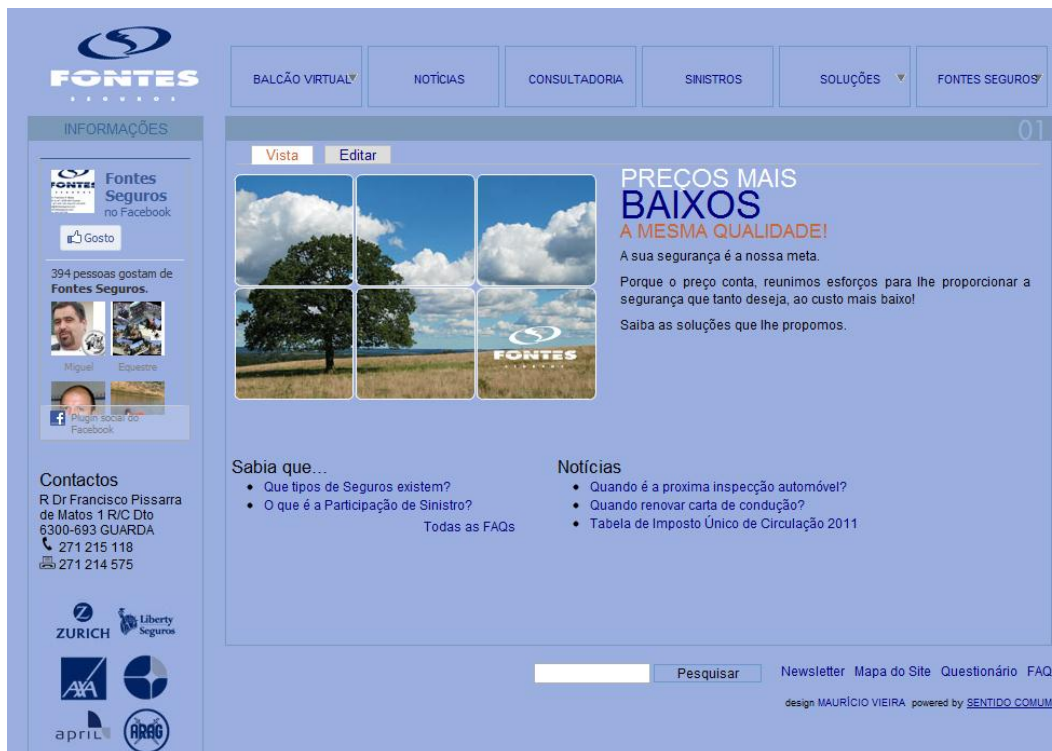 FONTES
SEGUROS
BALCÃO VIRTUAL
NOTÍCIAS
CONSULTADORIA
SINISTROS
SOLUÇÕES
FONTES SEGUROS
INFORMAÇÕES
01
Vista
Editar
FONTES
Fontes
Seguros
no Facebook
Gosto
394 pessoas gostam de
Fontes Seguros.
Miguel
Equestre
Plugin social do
Facebook
FONTES
SEGUROS
PREÇOS MAIS
BAIXOS
A MESMA QUALIDADE!
A sua segurança é a nossa meta.
Porque o preço conta, reunimos esforços para lhe proporcionar a
segurança que tanto deseja, ao custo mais baixo!
Saiba as soluções que lhe propomos.
Contactos
R Dr Francisco Pissarra
de Matos 1 R/C Dto
6300-693 GUARDA
271 215 118
271 214 575
Sabia que...
Que tipos de Seguros existem?
O que é a Participação de Sinistro?
Todas as FAQs
Notícias
Quando é a proxima inspecção automóvel?
Quando renovar carta de condução?
Tabela de Imposto Único de Circulação 2011
ZURICH
Liberty
Seguros
AXA
april
ARAG
Pesquisar
Newsletter Mapa do Site Questionário FAQ
design MAURÍCIO VIEIRA powered by SENTIDO COMUM